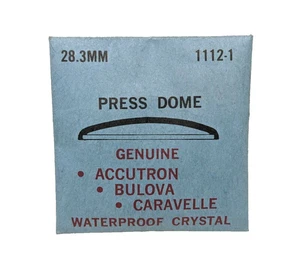 28.3MM 1112-1
PRESS DOME
GENUINE
• ACCUTRON
• BULOVA
• CARAVELLE
WATERPROOF CRYSTAL